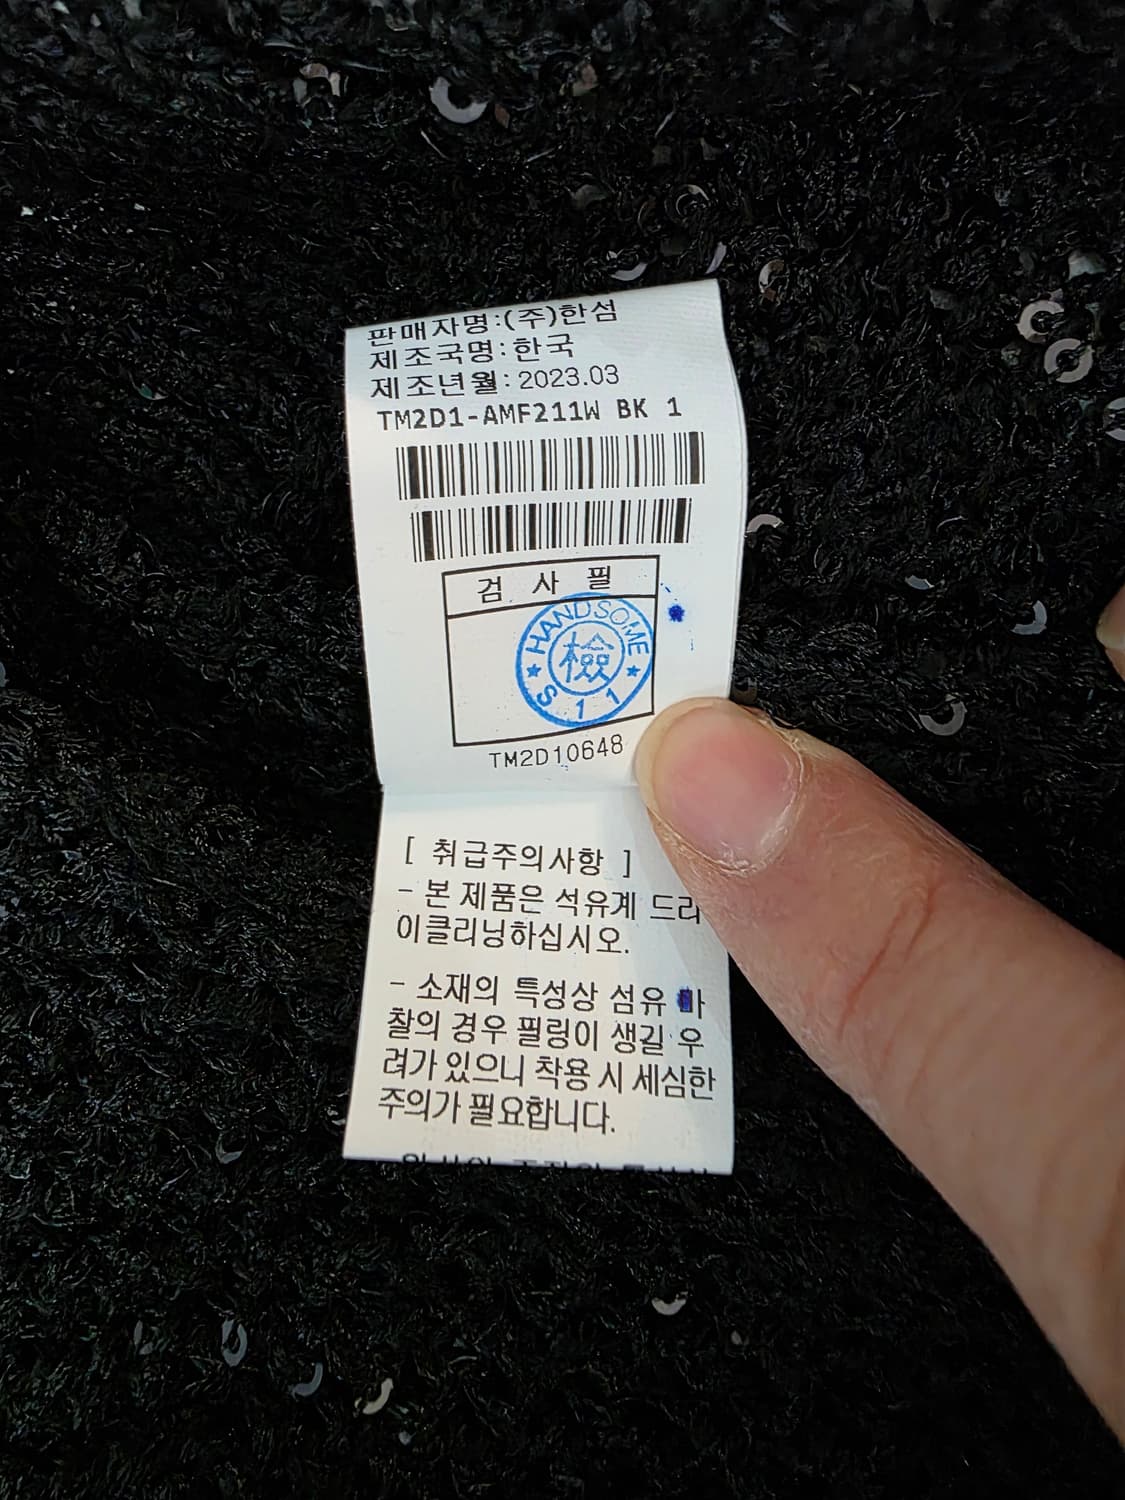 판매자명:(주)한섬
제조국명:한국
제조년월:2023.03
TM2D1-AMF211W BK 1
검 사 필
HANDSOME
檢
S 1 1
TM2D10648
[ 취급주의사항 ]
- 본 제품은 석유계 드라
이클리닝하십시오.
- 소재의 특성상 섬유 마
찰의 경우 필링이 생길 우
려가 있으니 착용 시 세심한
주의가 필요합니다.